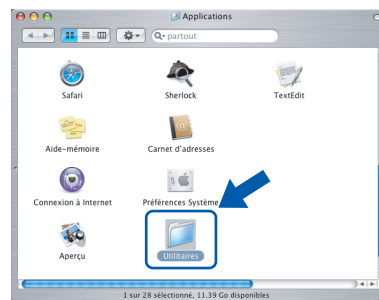 Applications
partout
Safari
Sherlock
TextEdit
Aide-mémoire
Carnet d'adresses
Connexion à Internet
Préférences Système
Aperçu
Utilitaires
1 sur 28 sélectionné, 11.39 Go disponibles